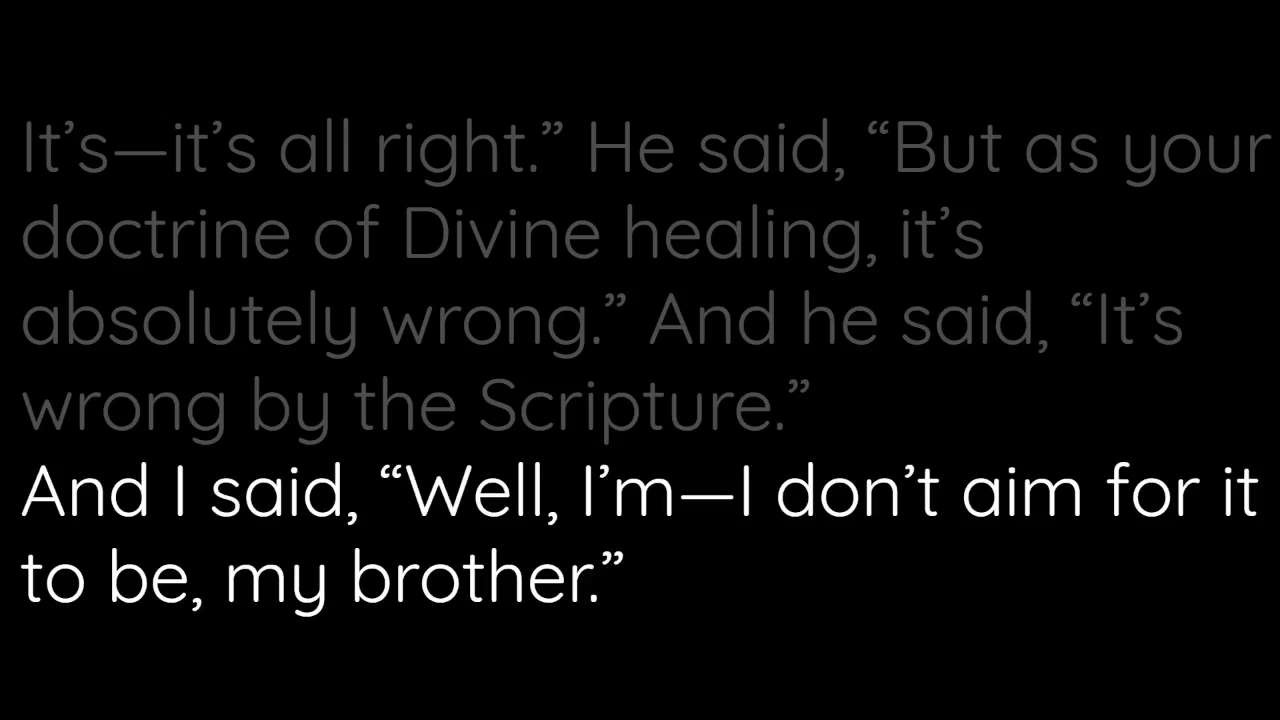 It’s—it’s all right.” He said, “But as your
doctrine of Divine healing, it’s
absolutely wrong.” And he said, “It’s
wrong by the Scripture.”
And I said, “Well, I’m—I don’t aim for it
to be, my brother.”